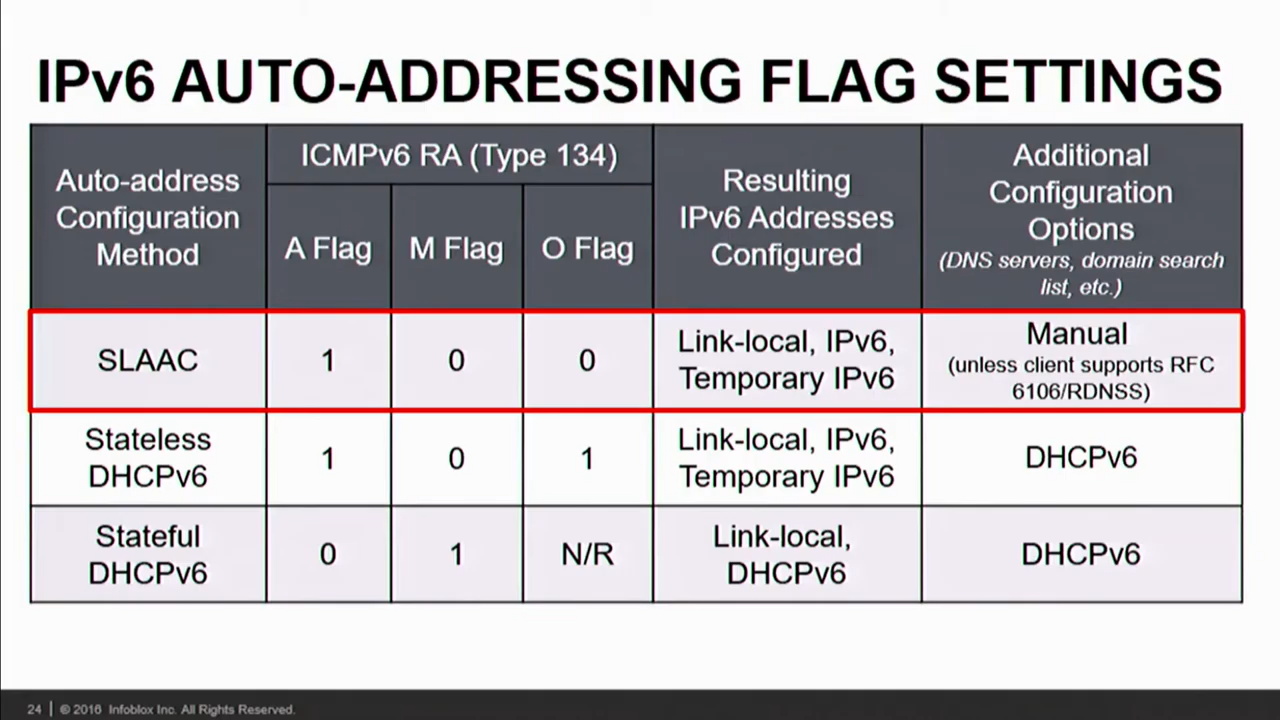 IPv6 AUTO-ADDRESSING FLAG SETTINGS
Auto-address
Configuration
Method
ICMPv6 RA (Type 134)
A Flag
M Flag
O Flag
Resulting
IPv6 Addresses
Configured
Additional
Configuration
Options
(DNS servers, domain search
list, etc.)
SLAAC
1
0
0
Link-local, IPv6,
Temporary IPv6
Manual
(unless client supports RFC
6106/RDNSS)
Stateless
DHCPv6
1
0
1
Link-local, IPv6,
Temporary IPv6
DHCPv6
Stateful
DHCPv6
0
1
N/R
Link-local,
DHCPv6
DHCPv6
24 | © 2016 Infoblox Inc. All Rights Reserved.